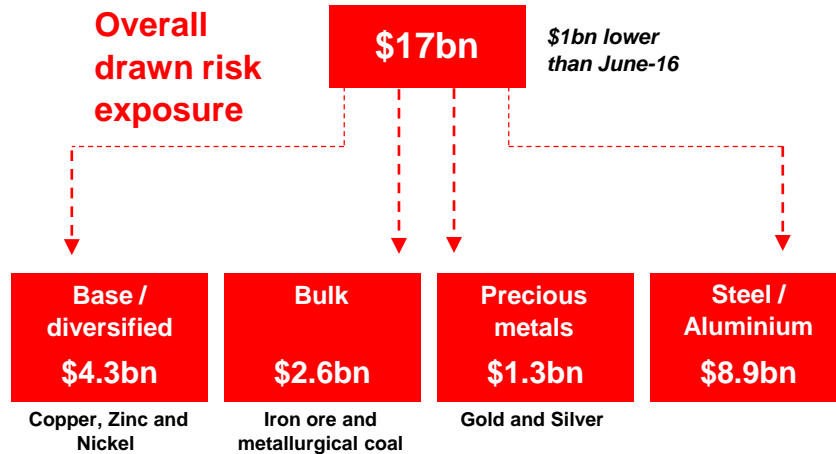 Overall
drawn risk
exposure
$17bn
$1bn lower
than June-16
Base /
diversified
$4.3bn
Copper, Zinc and
Nickel
Bulk
$2.6bn
Iron ore and
metallurgical coal
Precious
metals
$1.3bn
Gold and Silver
Steel /
Aluminium
$8.9bn